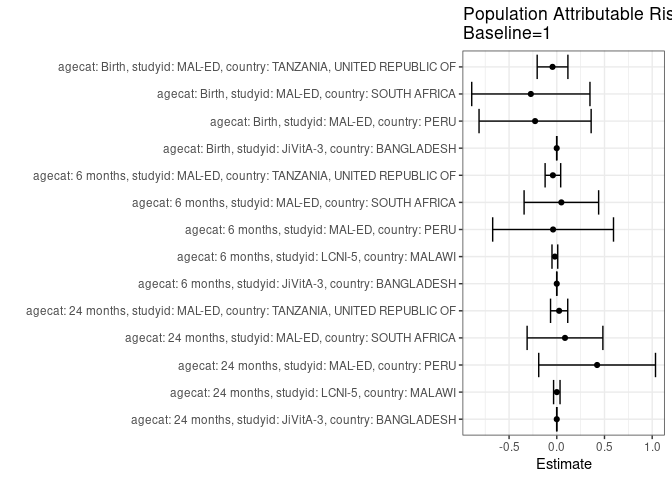 Population Attributable Ris
Baseline=1
agecat: Birth, studyid: MAL-ED, country: TANZANIA, UNITED REPUBLIC OF
agecat: Birth, studyid: MAL-ED, country: SOUTH AFRICA
agecat: Birth, studyid: MAL-ED, country: PERU
agecat: Birth, studyid: JiVitA-3, country: BANGLADESH
agecat: 6 months, studyid: MAL-ED, country: TANZANIA, UNITED REPUBLIC OF
agecat: 6 months, studyid: MAL-ED, country: SOUTH AFRICA
agecat: 6 months, studyid: MAL-ED, country: PERU
agecat: 6 months, studyid: LCNI-5, country: MALAWI
agecat: 6 months, studyid: JiVitA-3, country: BANGLADESH
agecat: 24 months, studyid: MAL-ED, country: TANZANIA, UNITED REPUBLIC OF
agecat: 24 months, studyid: MAL-ED, country: SOUTH AFRICA
agecat: 24 months, studyid: MAL-ED, country: PERU
agecat: 24 months, studyid: LCNI-5, country: MALAWI
agecat: 24 months, studyid: JiVitA-3, country: BANGLADESH
-0.5 0.0 0.5 1.0
Estimate